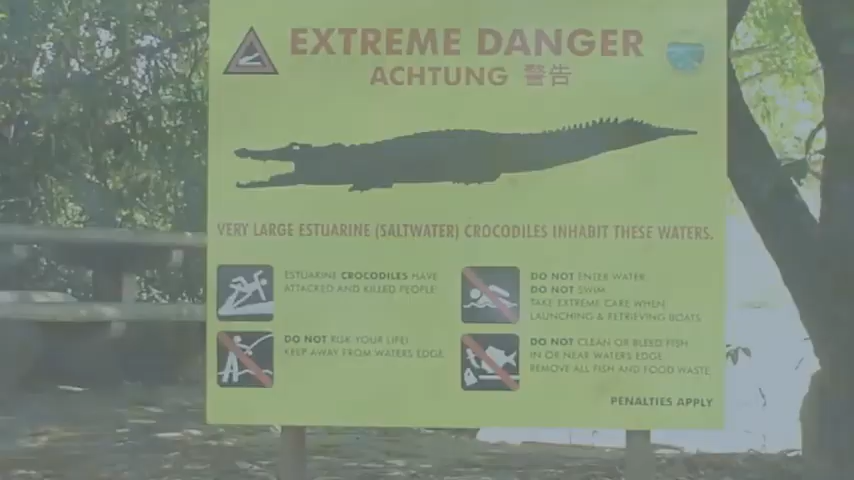 EXTREME DANGER
ACHTUNG 警告
VERY LARGE ESTUARINE (SALTWATER) CROCODILES INHABIT THESE WATERS.
ESTUARINE CROCODILES HAVE
ATTACKED AND KILLED PEOPLE
DO NOT RISK YOUR LIFE!
KEEP AWAY FROM WATERS EDGE
DO NOT ENTER WATER
DO NOT SWIM
TAKE EXTREME CARE WHEN
LAUNCHING & RETRIEVING BOATS
DO NOT CLEAN OR BLEED FISH
IN OR NEAR WATERS EDGE
REMOVE ALL FISH AND FOOD WASTE
PENALTIES APPLY